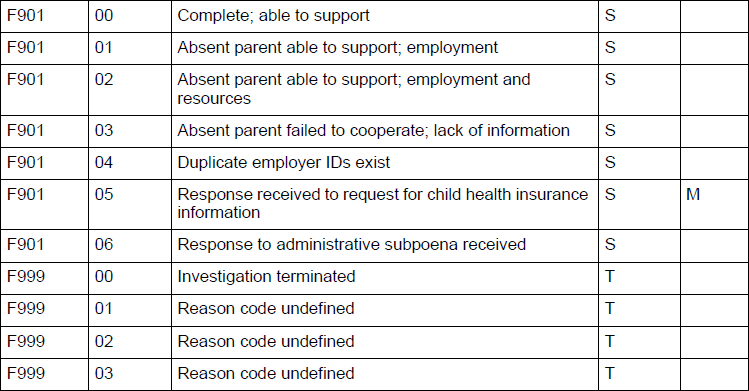 F901 00 Complete; able to support S
F901 01 Absent parent able to support; employment S
F901 02 Absent parent able to support; employment and S
resources
F901 03 Absent parent failed to cooperate; lack of information S
F901 04 Duplicate employer IDs exist S
F901 05 Response received to request for child health insurance S M
information
F901 06 Response to administrative subpoena received S
F999 00 Investigation terminated T
F999 01 Reason code undefined T
F999 02 Reason code undefined T
F999 03 Reason code undefined T